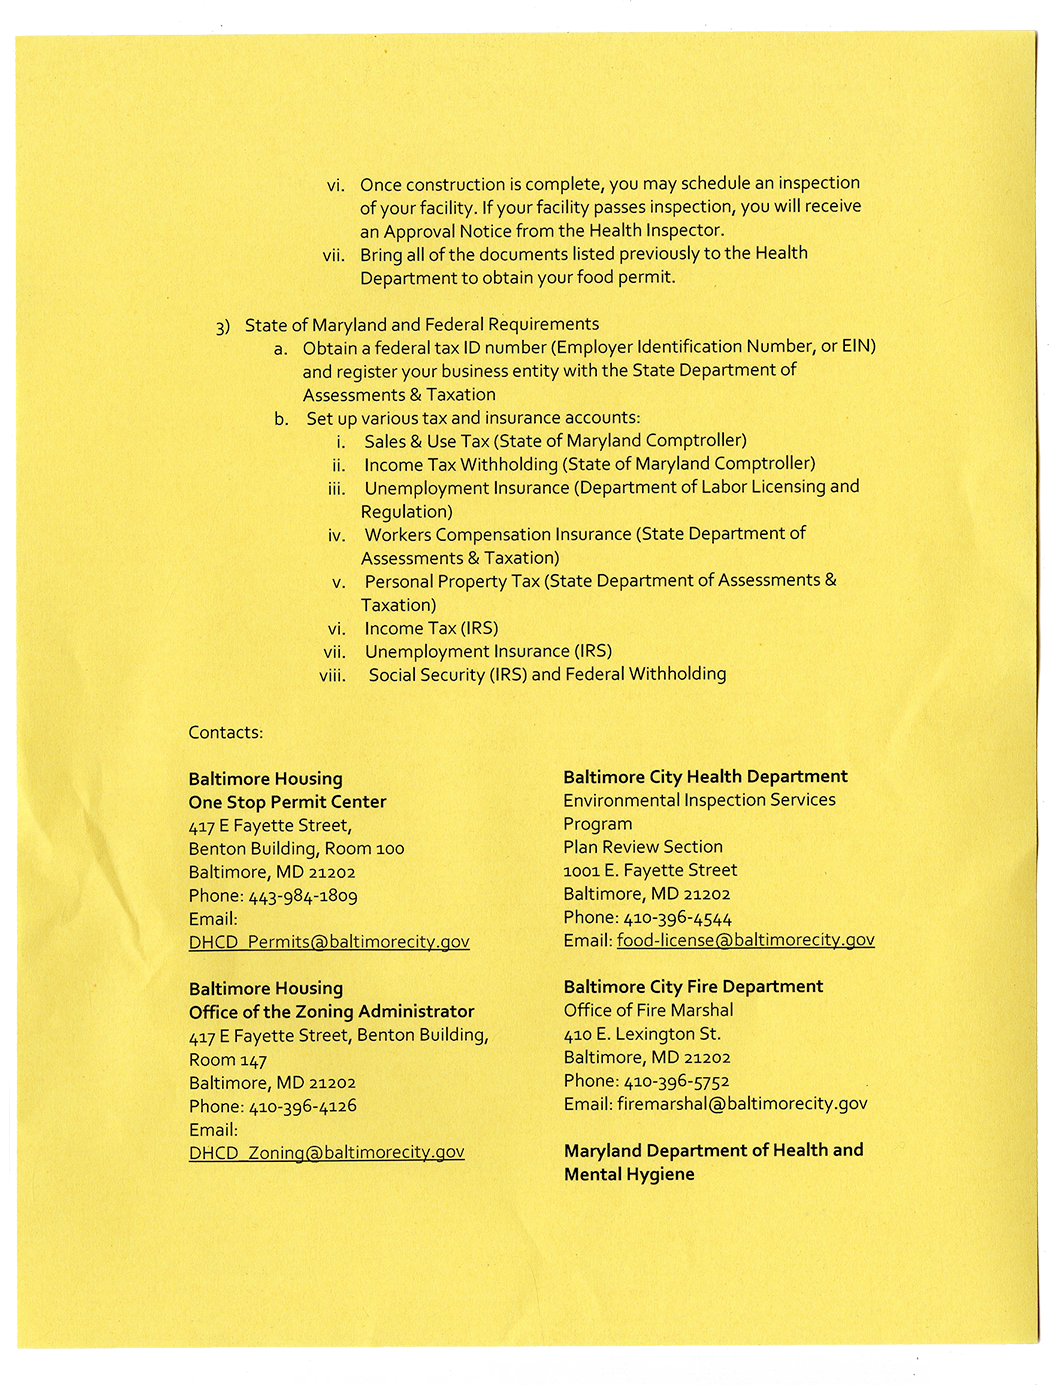 vi. Once construction is complete, you may schedule an inspection
of your facility. If your facility passes inspection, you will receive
an Approval Notice from the Health Inspector.
vii. Bring all of the documents listed previously to the Health
Department to obtain your food permit.
3) State of Maryland and Federal Requirements
a. Obtain a federal tax ID number (Employer Identification Number, or EIN)
and register your business entity with the State Department of
Assessments & Taxation
b. Set up various tax and insurance accounts:
i. Sales & Use Tax (State of Maryland Comptroller)
ii. Income Tax Withholding (State of Maryland Comptroller)
iii. Unemployment Insurance (Department of Labor Licensing and
Regulation)
iv. Workers Compensation Insurance (State Department of
Assessments & Taxation)
v. Personal Property Tax (State Department of Assessments &
Taxation)
vi. Income Tax (IRS)
vii. Unemployment Insurance (IRS)
viii. Social Security (IRS) and Federal Withholding
Contacts:
Baltimore Housing
One Stop Permit Center
417 E Fayette Street,
Benton Building, Room 100
Baltimore, MD 21202
Phone: 443-984-1809
Email:
DHCD_Permits@baltimorecity.gov
Baltimore Housing
Office of the Zoning Administrator
417 E Fayette Street, Benton Building,
Room 147
Baltimore, MD 21202
Phone: 410-396-4126
Email:
DHCD_Zoning@baltimorecity.gov
Baltimore City Health Department
Environmental Inspection Services
Program
Plan Review Section
1001 E. Fayette Street
Baltimore, MD 21202
Phone: 410-396-4544
Email: food-license@baltimorecity.gov
Baltimore City Fire Department
Office of Fire Marshal
410 E. Lexington St.
Baltimore, MD 21202
Phone: 410-396-5752
Email: firemarshal@baltimorecity.gov
Maryland Department of Health and
Mental Hygiene